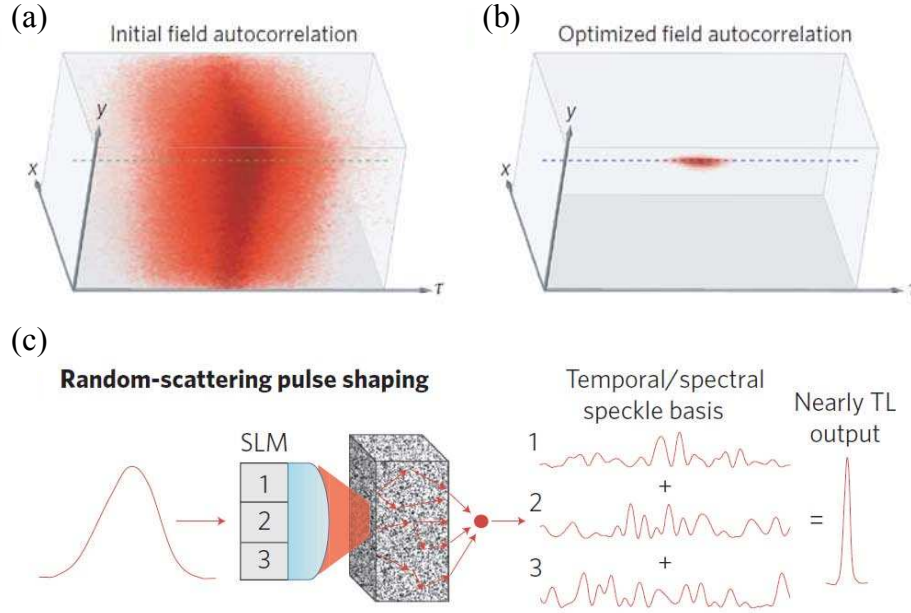 (a)
Initial field autocorrelation
y
x
τ
(b)
Optimized field autocorrelation
y
x
τ
(c)
Random-scattering pulse shaping
SLM
1
2
3
Temporal/spectral
speckle basis
1
+
2
+
3
=
Nearly TL
output